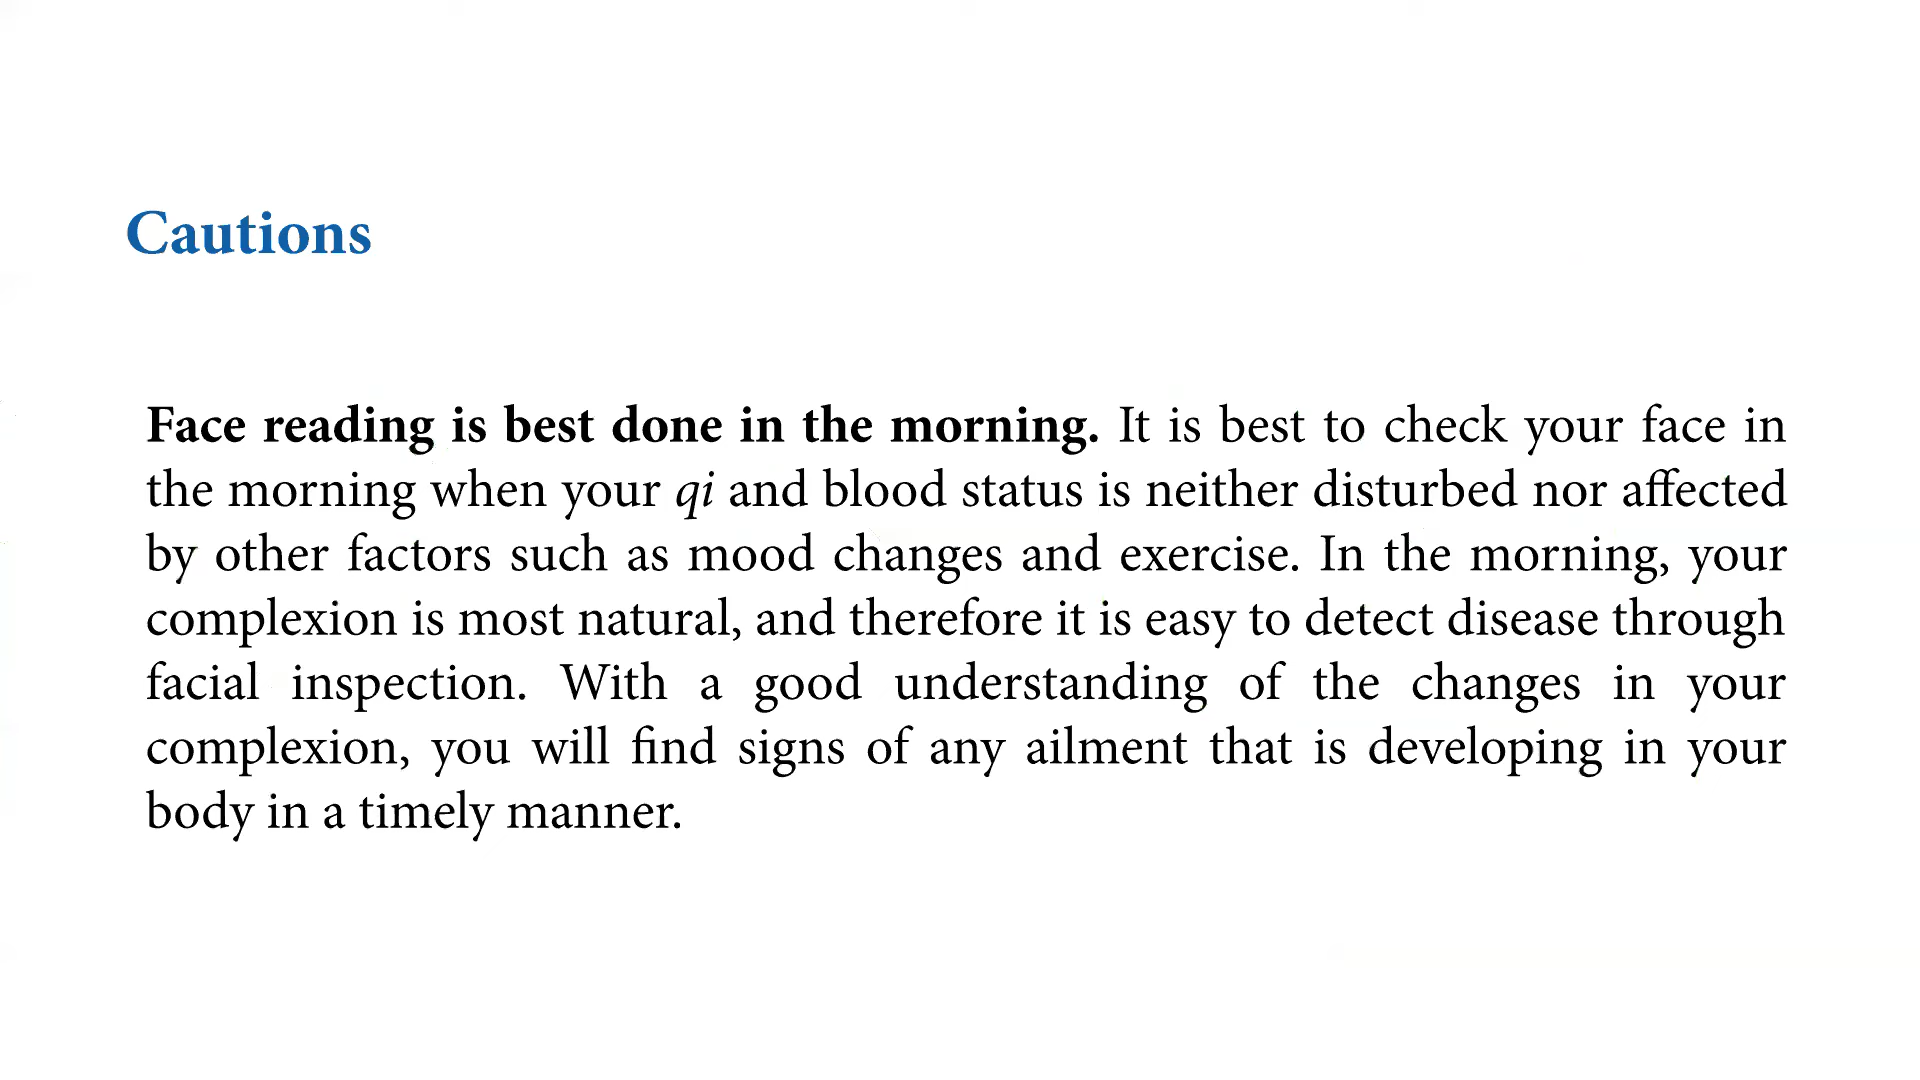 Cautions
Face reading is best done in the morning. It is best to check your face in
the morning when your qi and blood status is neither disturbed nor affected
by other factors such as mood changes and exercise. In the morning, your
complexion is most natural, and therefore it is easy to detect disease through
facial inspection. With a good understanding of the changes in your
complexion, you will find signs of any ailment that is developing in your
body in a timely manner.